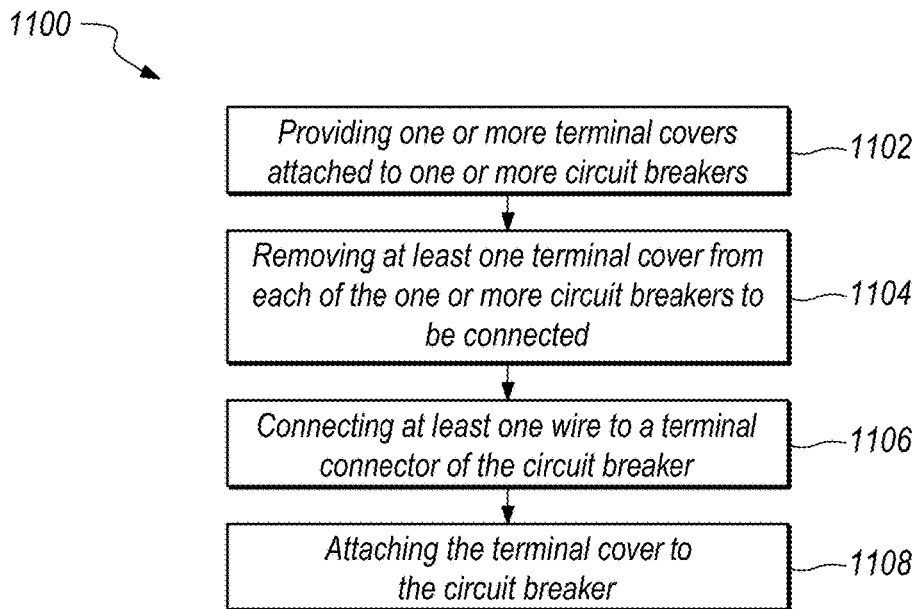 1100
Providing one or more terminal covers
attached to one or more circuit breakers
1102
Removing at least one terminal cover from
each of the one or more circuit breakers to
be connected
1104
Connecting at least one wire to a terminal
connector of the circuit breaker
1106
Attaching the terminal cover to
the circuit breaker
1108